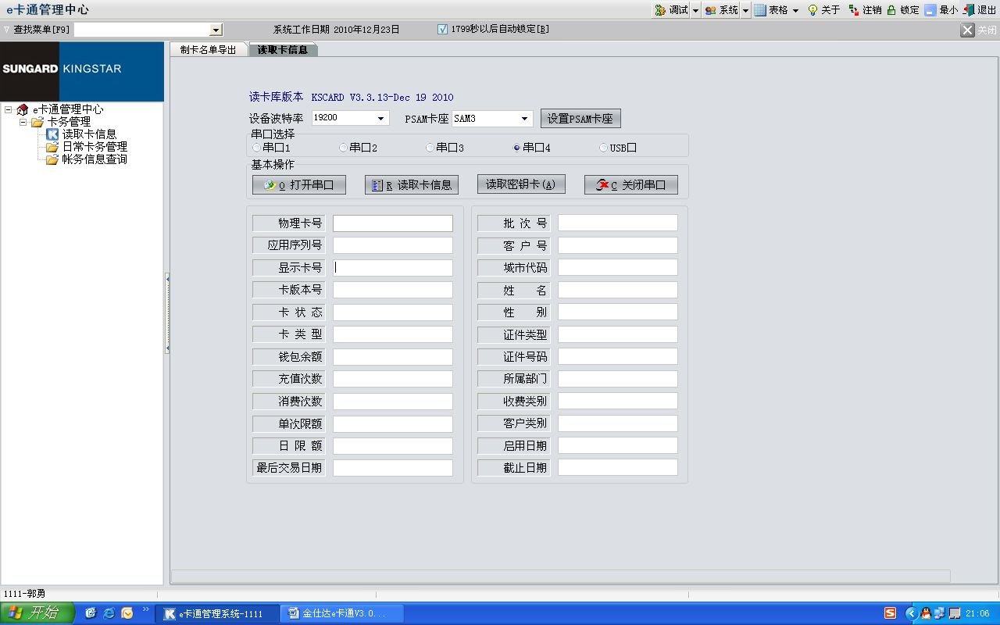 e卡通管理中心 调试 系统 表格 关于 注销 锁定 最小 退出
查找菜单[F9] 系统工作日期 2010年12月23日 1799秒以后自动锁定[B] 关闭
SUNGARD KINGSTAR
e卡通管理中心
卡务管理
读取卡信息
日常卡务管理
帐务信息查询
制卡名单导出 读取卡信息
读卡库版本 KSCARD V3.3.13-Dec 19 2010
设备波特率 19200 PSAM卡座 SAM3 设置PSAM卡座
串口选择
串口1 串口2 串口3 串口4 USB口
基本操作
O 打开串口 R 读取卡信息 读取密钥卡(A) C 关闭串口
物理卡号 批 次 号
应用序列号 客 户 号
显示卡号 城市代码
卡版本号 姓 名
卡 状 态 性 别
卡 类 型 证件类型
钱包余额 证件号码
充值次数 所属部门
消费次数 收费类别
单次限额 客户类别
日 限 额 启用日期
最后交易日期 截止日期
1111-郭勇
开始 e卡通管理系统-1111 金仕达e卡通V3.0... 21:06